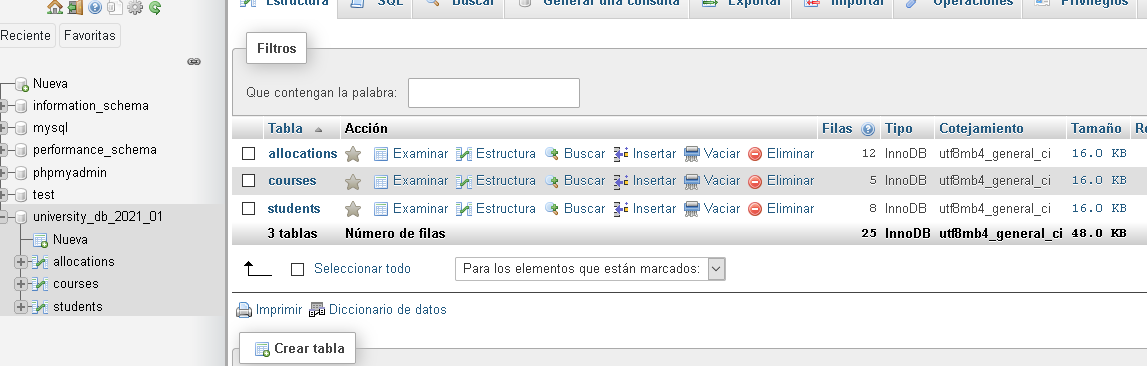 Estructura SQL Buscar Generar una consulta Exportar Importar Operaciones Privilegios
Reciente Favoritas
Nueva
information_schema
mysql
performance_schema
phpmyadmin
test
university_db_2021_01
Nueva
allocations
courses
students
Filtros
Que contengan la palabra:
Tabla Acción Filas Tipo Cotejamiento Tamaño
allocations Examinar Estructura Buscar Insertar Vaciar Eliminar 12 InnoDB utf8mb4_general_ci 16.0 KB
courses Examinar Estructura Buscar Insertar Vaciar Eliminar 5 InnoDB utf8mb4_general_ci 16.0 KB
students Examinar Estructura Buscar Insertar Vaciar Eliminar 8 InnoDB utf8mb4_general_ci 16.0 KB
3 tablas Número de filas 25 InnoDB utf8mb4_general_ci 48.0 KB
Seleccionar todo Para los elementos que están marcados:
Imprimir Diccionario de datos
Crear tabla